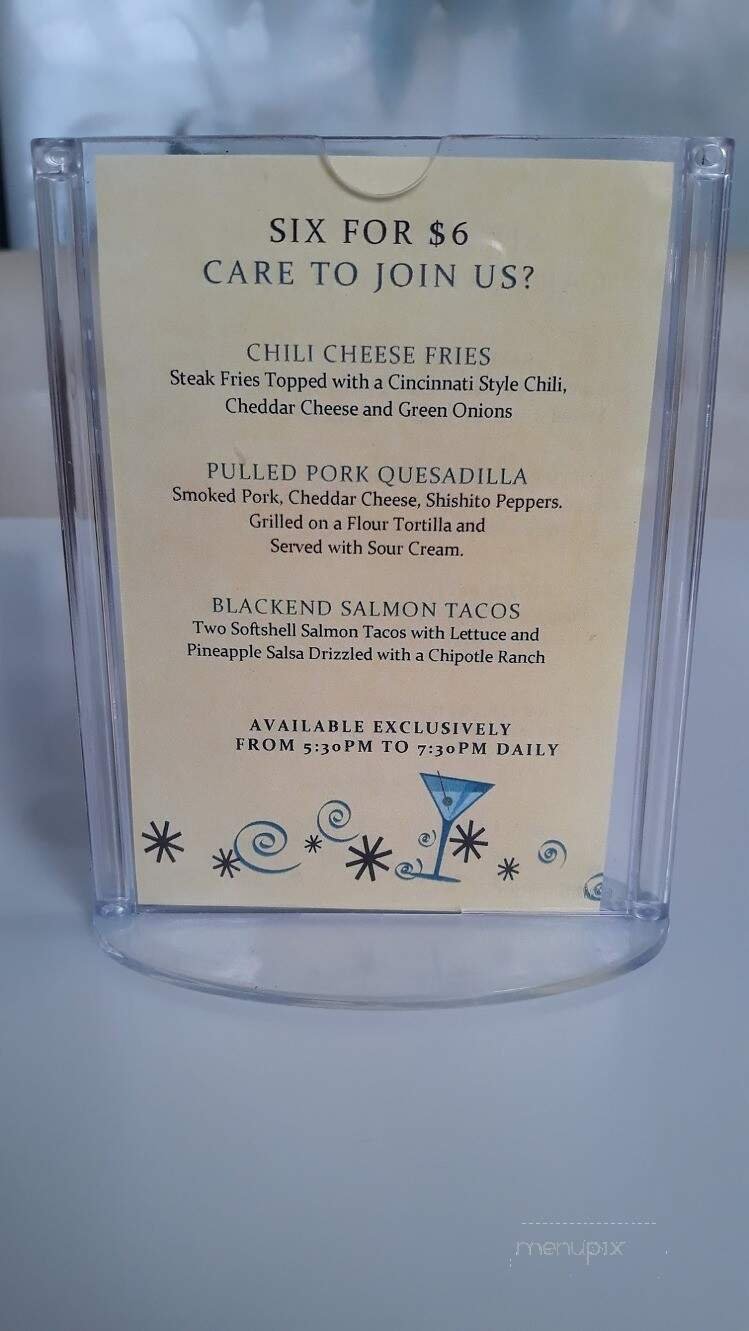 SIX FOR $6
CARE TO JOIN US?
CHILI CHEESE FRIES
Steak Fries Topped with a Cincinnati Style Chili,
Cheddar Cheese and Green Onions
PULLED PORK QUESADILLA
Smoked Pork, Cheddar Cheese, Shishito Peppers.
Grilled on a Flour Tortilla and
Served with Sour Cream.
BLACKEND SALMON TACOS
Two Softshell Salmon Tacos with Lettuce and
Pineapple Salsa Drizzled with a Chipotle Ranch
AVAILABLE EXCLUSIVELY
FROM 5:30PM TO 7:30PM DAILY
menupix